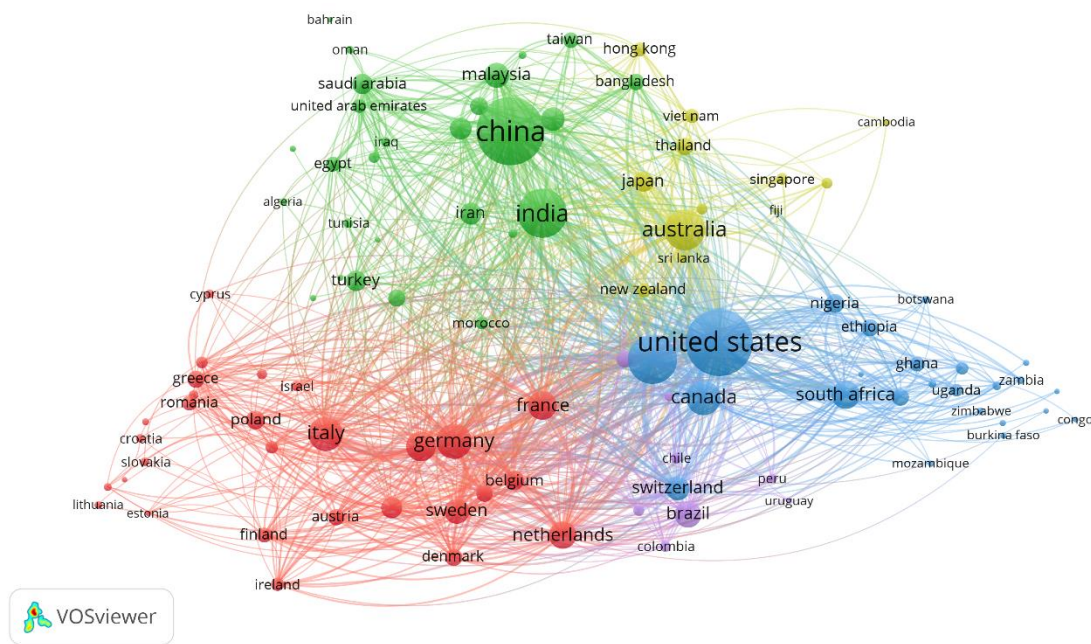 bahrain
taiwan
hong kong
oman
malaysia
saudi arabia
bangladesh
united arab emirates
viet nam
cambodia
china
iraq
thailand
egypt
japan
singapore
algeria
iran
india
fiji
tunisia
australia
sri lanka
turkey
new zealand
cyprus
morocco
nigeria
botswana
ethiopia
united states
ghana
greece
israel
zambia
uganda
romania
france
canada
south africa
poland
italy
zimbabwe
congo
croatia
germany
burkina faso
slovakia
chile
mozambique
belgium
switzerland
peru
uruguay
lithuania
estonia
austria
sweden
brazil
finland
netherlands
colombia
denmark
ireland
VOSviewer